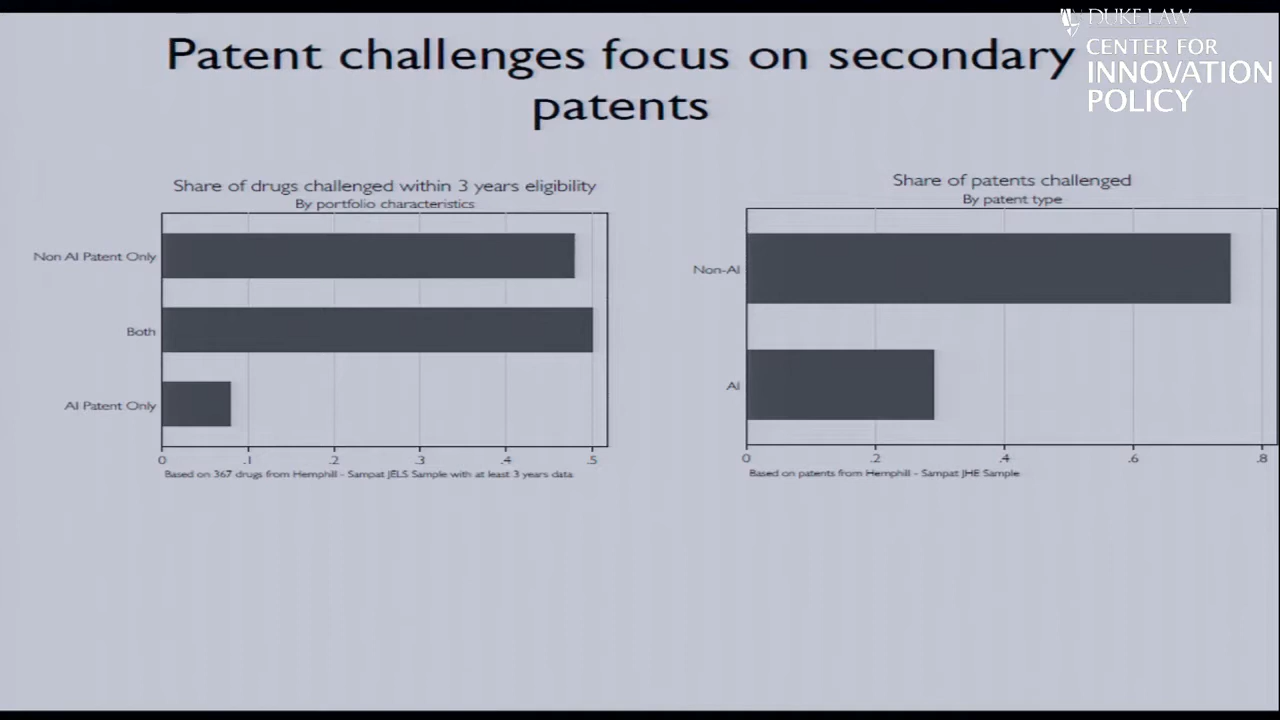 DUKE LAW
CENTER FOR
INNOVATION
POLICY
Patent challenges focus on secondary
patents
Share of drugs challenged within 3 years eligibility
By portfolio characteristics
Non AI Patent Only
Both
AI Patent Only
0 .1 .2 .3 .4 .5
Based on 367 drugs from Hemphill - Sampat JELS Sample with at least 3 years data
Share of patents challenged
By patent type
Non-AI
AI
0 .2 .4 .6 .8
Based on patents from Hemphill - Sampat JHE Sample